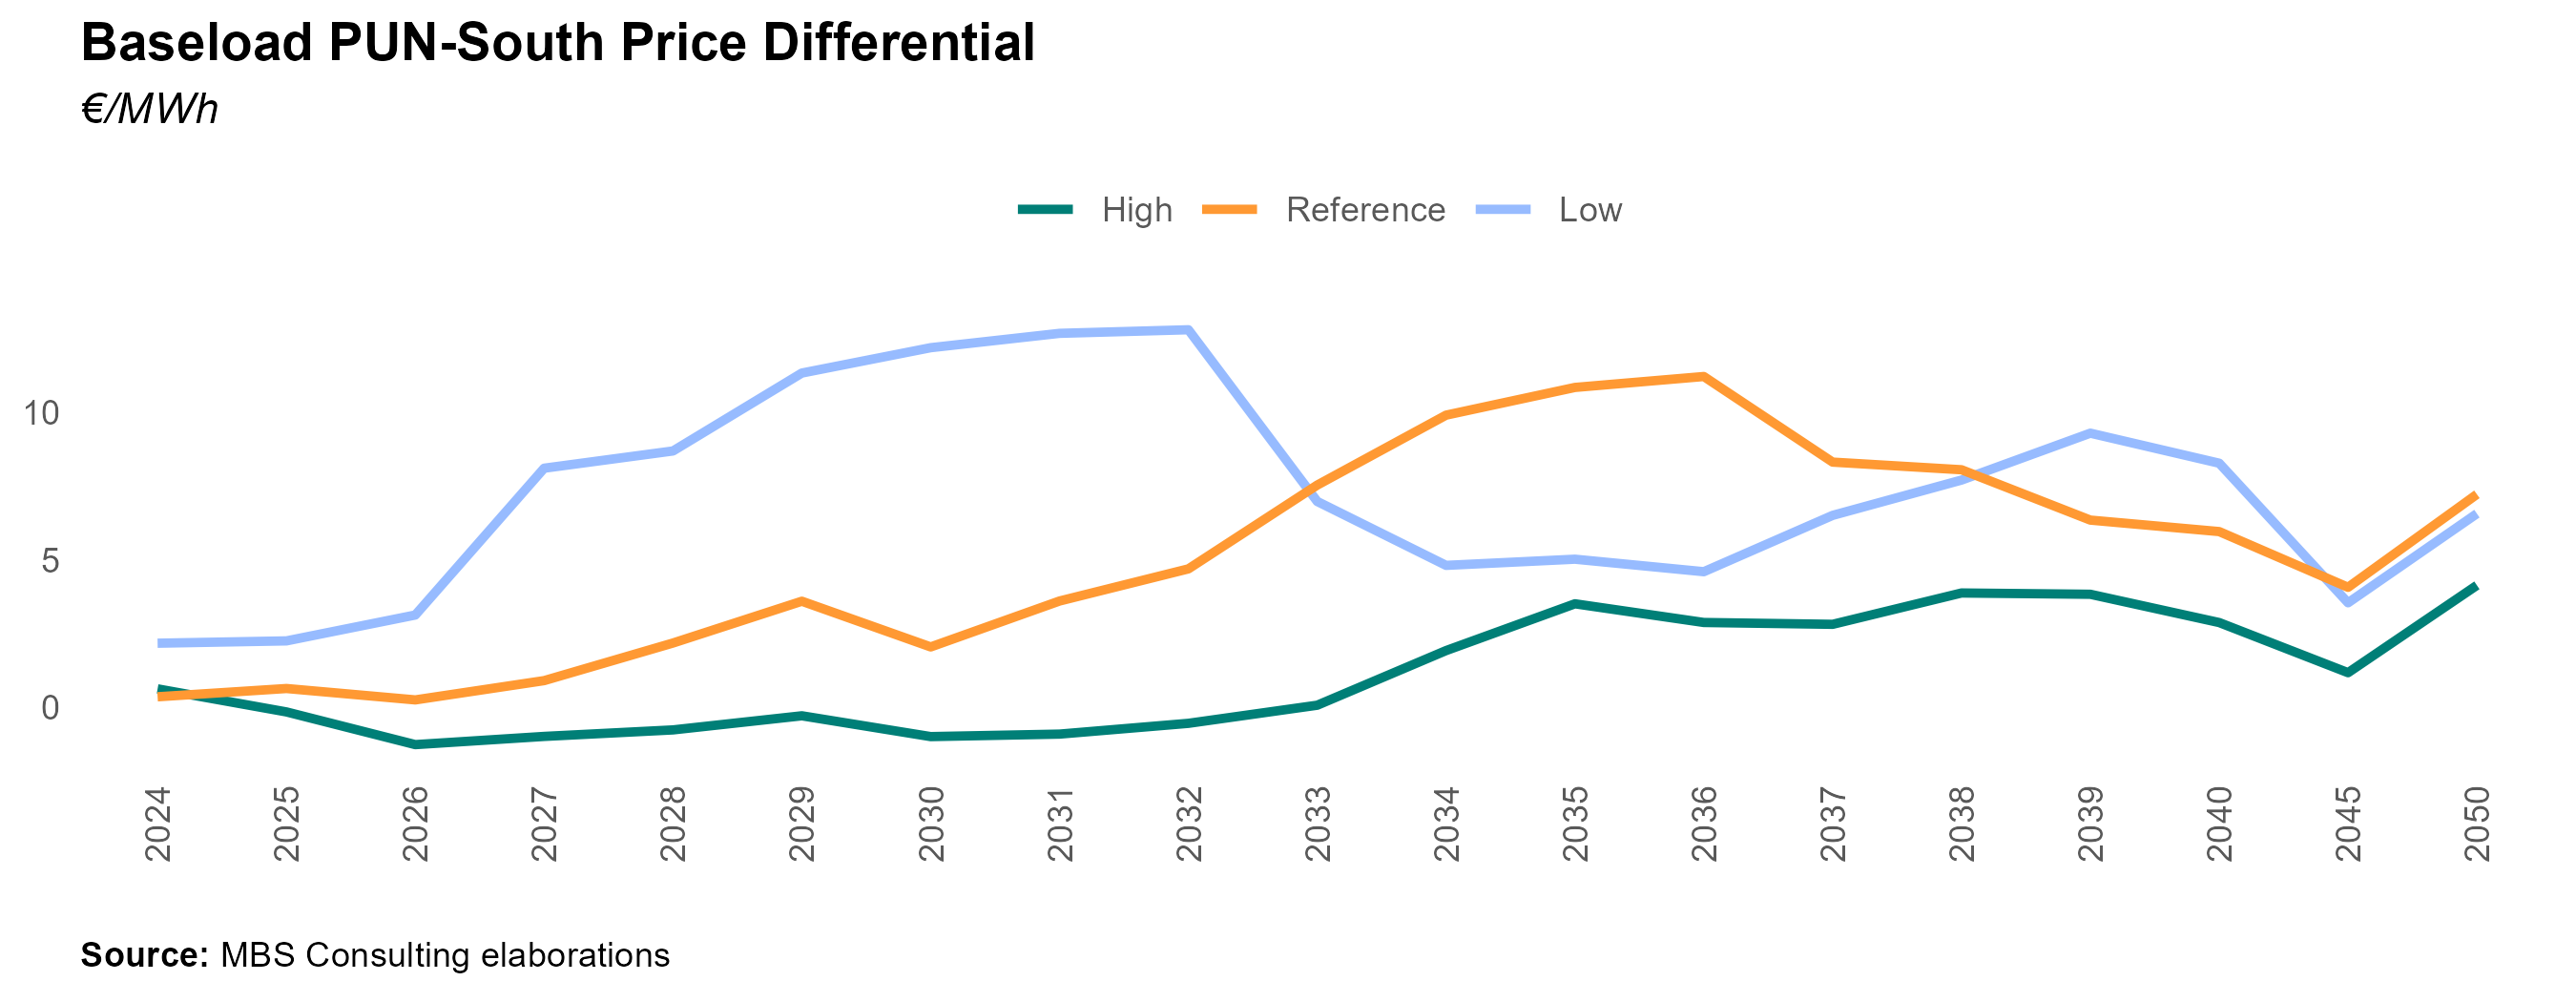 Baseload PUN-South Price Differential
€/MWh
High Reference Low
10
5
0
2024 2025 2026 2027 2028 2029 2030 2031 2032 2033 2034 2035 2036 2037 2038 2039 2040 2045 2050
Source: MBS Consulting elaborations